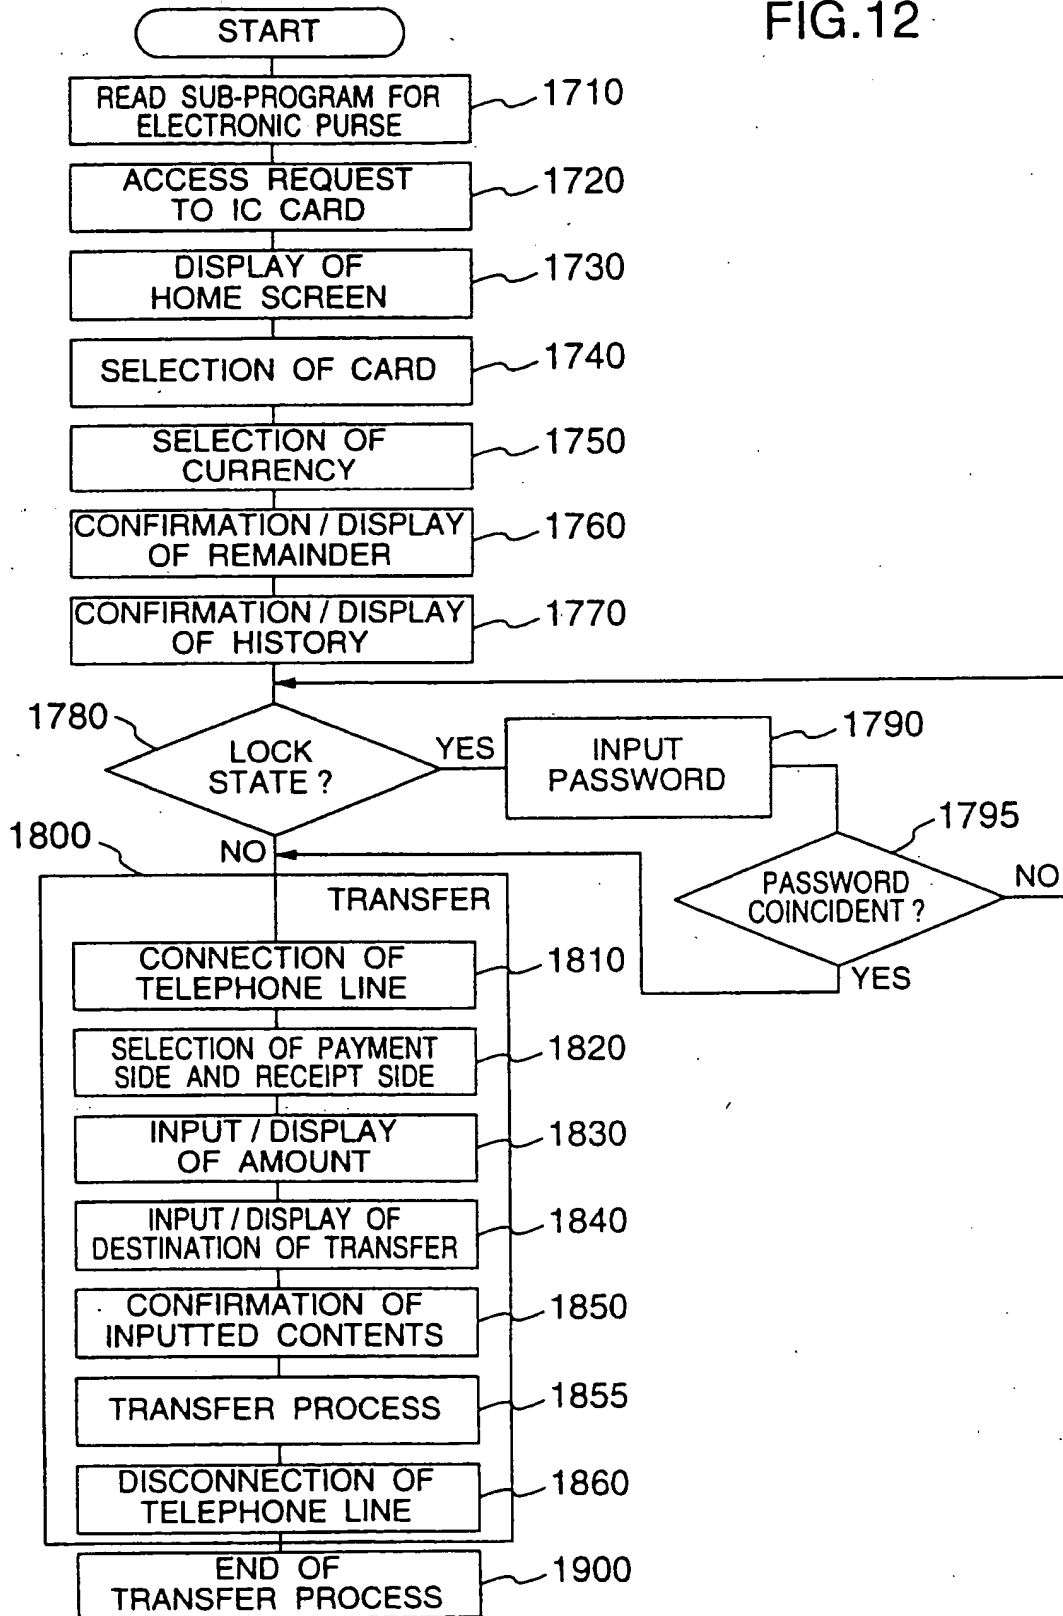 FIG.12
START
READ SUB-PROGRAM FOR
ELECTRONIC PURSE
1710
ACCESS REQUEST
TO IC CARD
1720
DISPLAY OF
HOME SCREEN
1730
SELECTION OF CARD
1740
SELECTION OF
CURRENCY
1750
CONFIRMATION / DISPLAY
OF REMAINDER
1760
CONFIRMATION / DISPLAY
OF HISTORY
1770
1780
LOCK
STATE ?
YES
INPUT
PASSWORD
1790
1795
PASSWORD
COINCIDENT ?
NO
YES
NO
1800
TRANSFER
CONNECTION OF
TELEPHONE LINE
1810
SELECTION OF PAYMENT
SIDE AND RECEIPT SIDE
1820
INPUT / DISPLAY
OF AMOUNT
1830
INPUT / DISPLAY OF
DESTINATION OF TRANSFER
1840
CONFIRMATION OF
INPUTTED CONTENTS
1850
TRANSFER PROCESS
1855
DISCONNECTION OF
TELEPHONE LINE
1860
END OF
TRANSFER PROCESS
1900